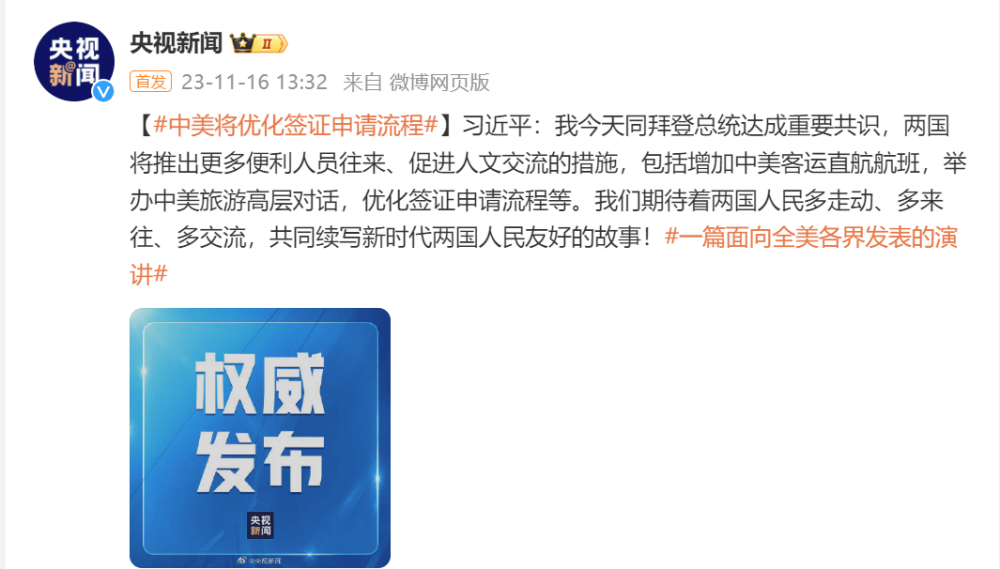 央视新闻
央视新闻 II
首发 23-11-16 13:32 来自 微博网页版
【#中美将优化签证申请流程#】习近平：我今天同拜登总统达成重要共识，两国
将推出更多便利人员往来、促进人文交流的措施，包括增加中美客运直航航班，举
办中美旅游高层对话，优化签证申请流程等。我们期待着两国人民多走动、多来
往、多交流，共同续写新时代两国人民友好的故事！#一篇面向全美各界发表的演
讲#
权威
发布
央视
新闻
@央视新闻